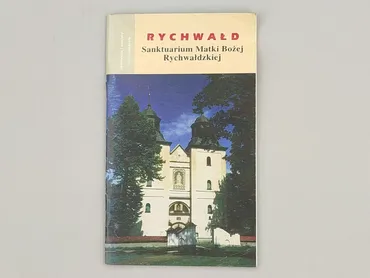 RYCHWAŁD
Sanktuarium Matki Bożej
Rychwałdzkiej